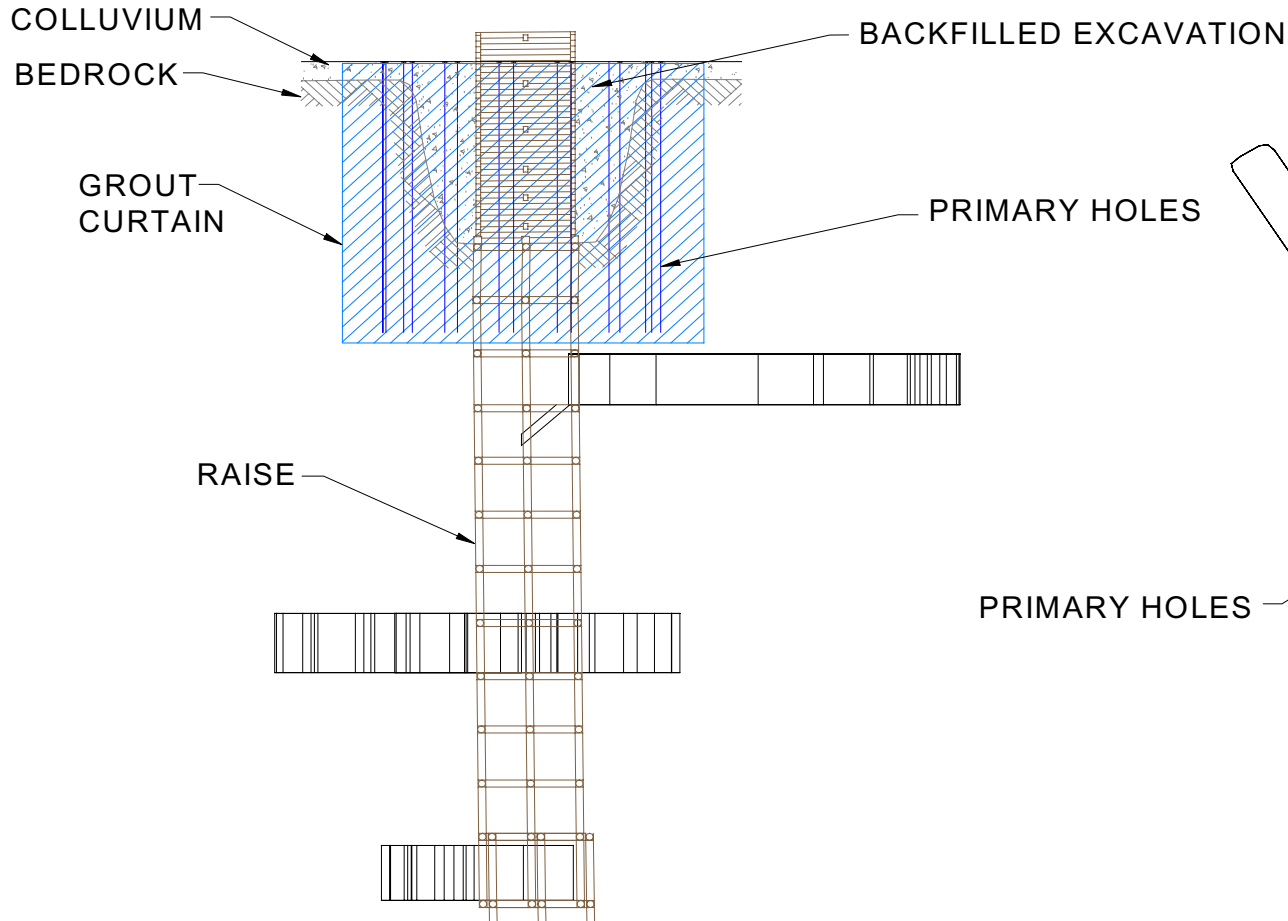 COLLUVIUM
BACKFILLED EXCAVATION
BEDROCK
GROUT
CURTAIN
PRIMARY HOLES
RAISE
PRIMARY HOLES